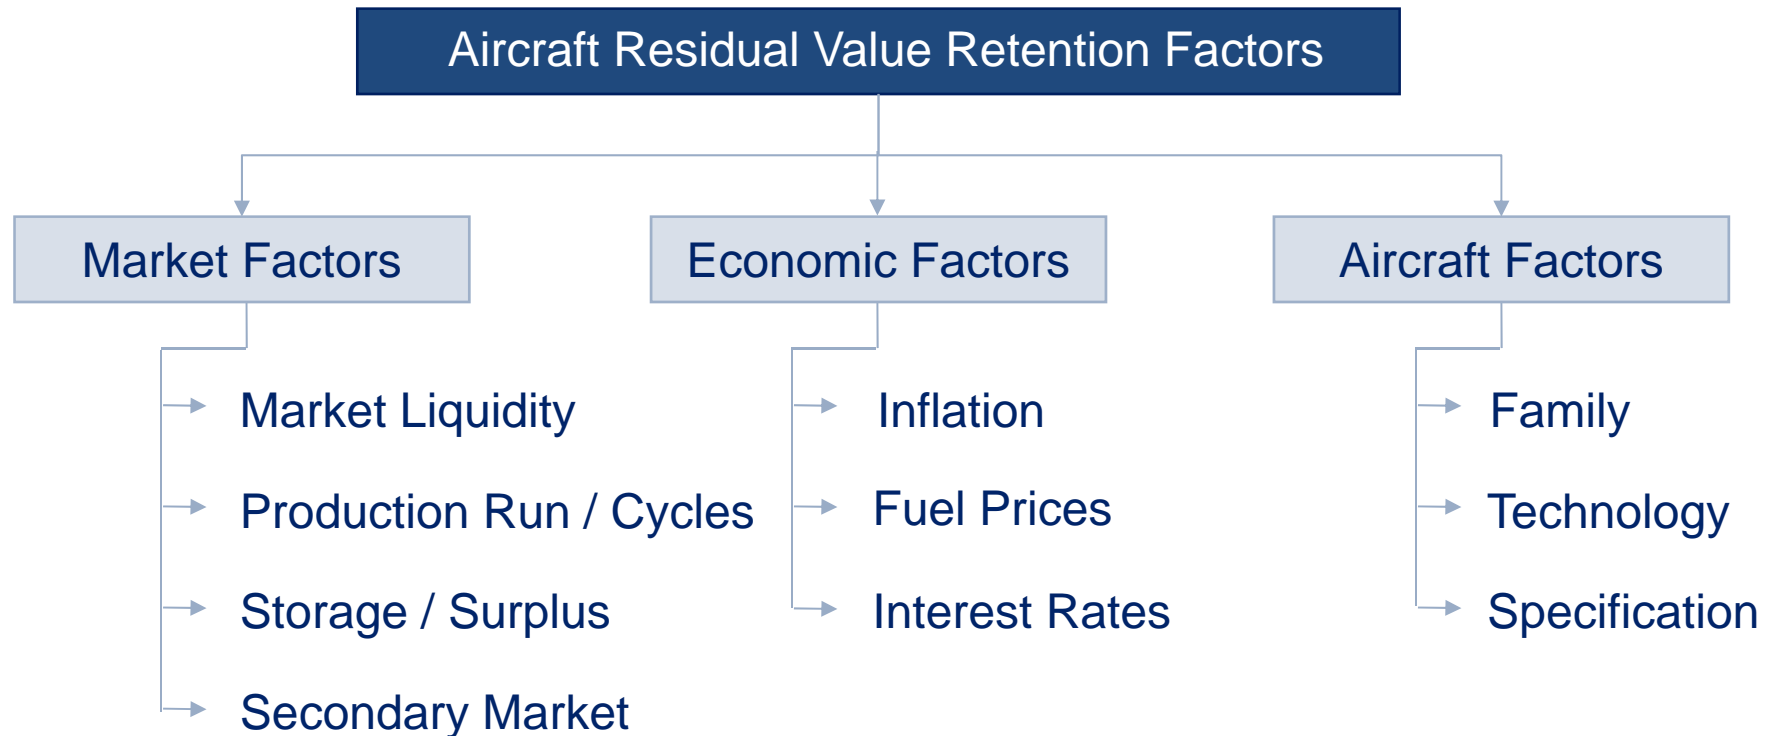 Aircraft Residual Value Retention Factors
Market Factors
Market Liquidity
Production Run / Cycles
Storage / Surplus
Secondary Market
Economic Factors
Inflation
Fuel Prices
Interest Rates
Aircraft Factors
Family
Technology
Specification